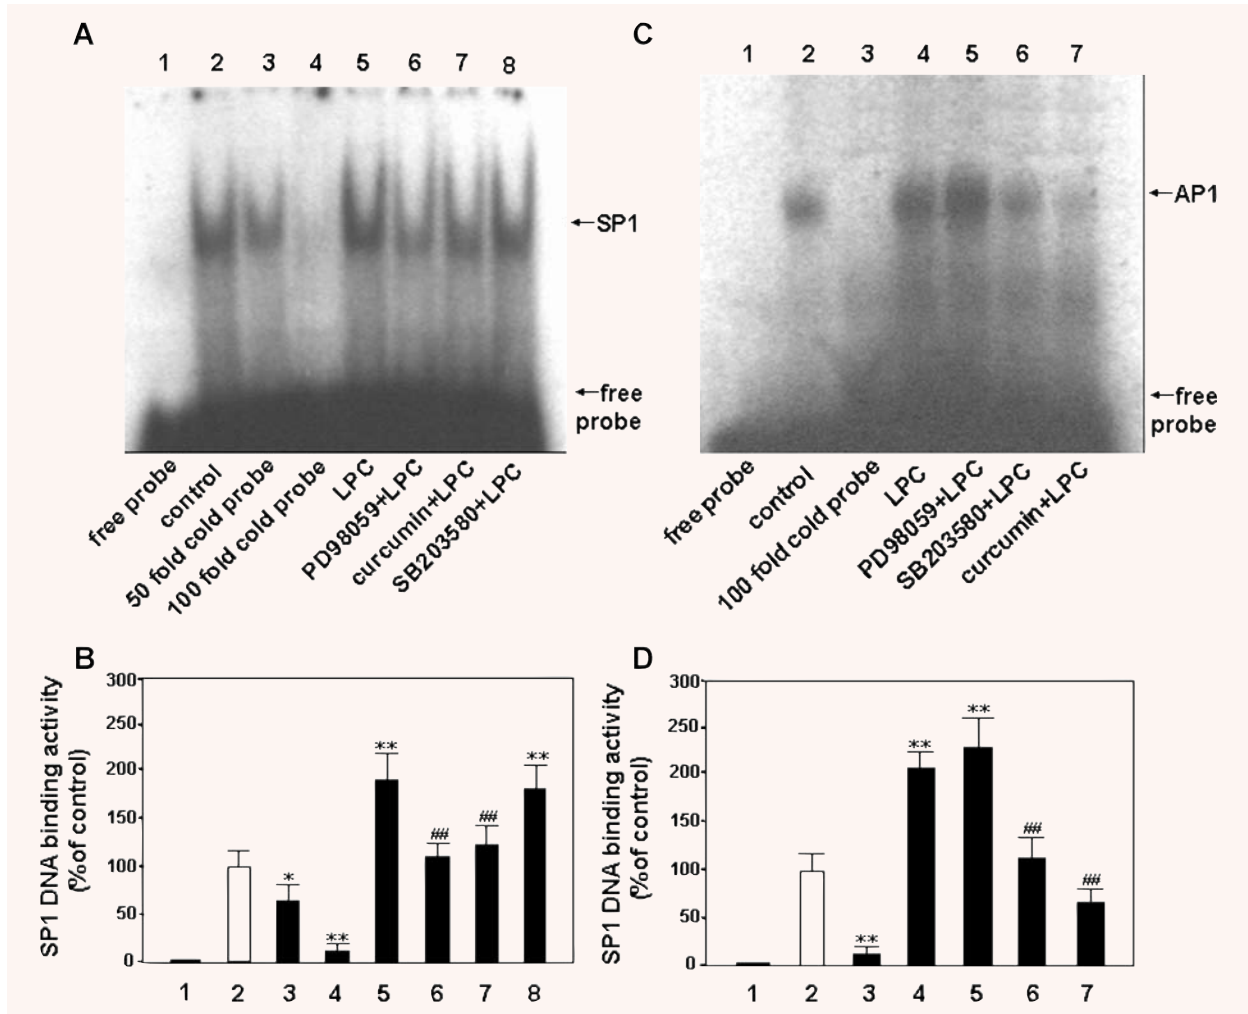 A
1 2 3 4 5 6 7 8
←SP1
←free
probe
free probe
control
50 fold cold probe
100 fold cold probe
LPC
PD98059+LPC
curcumin+LPC
SB203580+LPC
C
1 2 3 4 5 6 7
←AP1
←free
probe
free probe
control
100 fold cold probe
LPC
PD98059+LPC
SB203580+LPC
curcumin+LPC
B
SP1 DNA binding activity
(%of control)
300
250
200
150
100
50
0
*
**
**
##
##
**
1 2 3 4 5 6 7 8
D
SP1 DNA binding activity
(%of control)
300
250
200
150
100
50
0
**
**
**
##
##
1 2 3 4 5 6 7